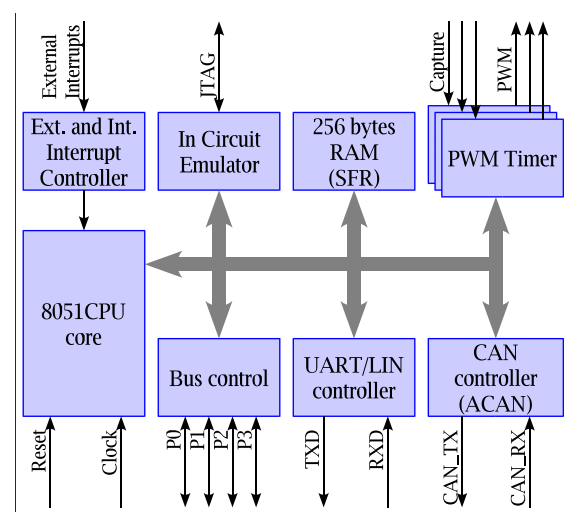 External
Interrupts
JTAG
Capture
PWM
Ext. and Int.
Interrupt
Controller
In Circuit
Emulator
256 bytes
RAM
(SFR)
PWM Timer
8051CPU
core
Bus control
UART/LIN
controller
CAN
controller
(ACAN)
Reset
Clock
P0
P1
P2
P3
TXD
RXD
CAN_TX
CAN_RX